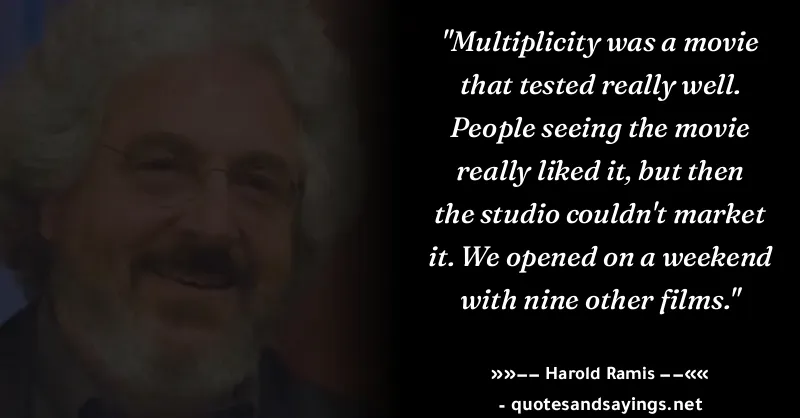 "Multiplicity was a movie
that tested really well.
People seeing the movie
really liked it, but then
the studio couldn't market
it. We opened on a weekend
with nine other films."
»»—— Harold Ramis ——««
- quotesandsayings.net